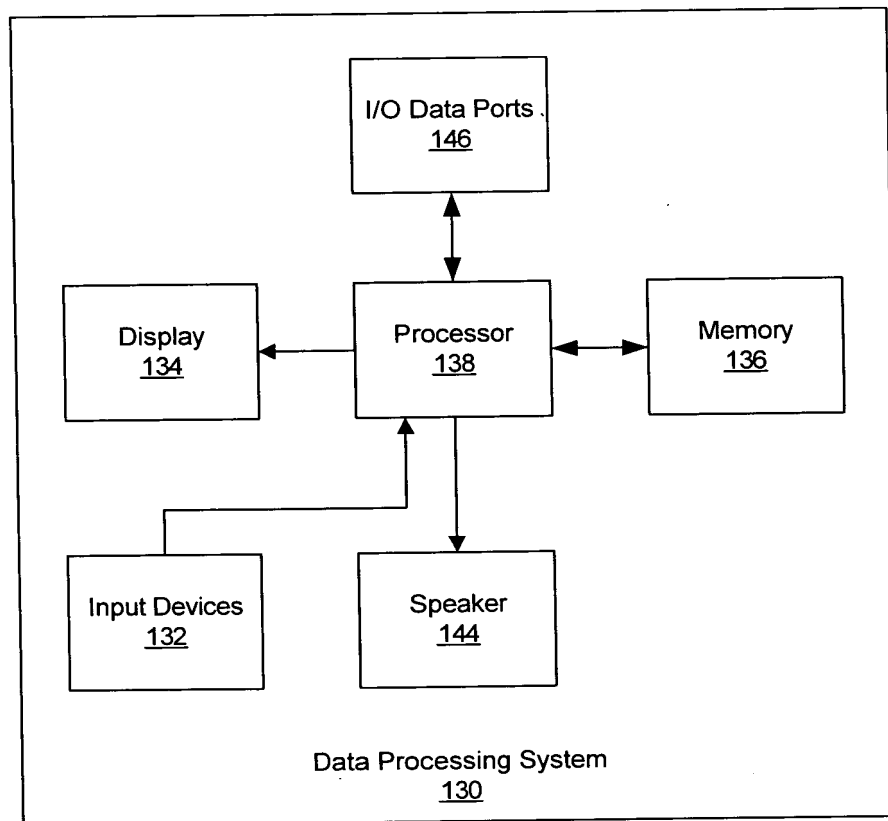 I/O Data Ports
146
Display
134
Processor
138
Memory
136
Input Devices
132
Speaker
144
Data Processing System
130